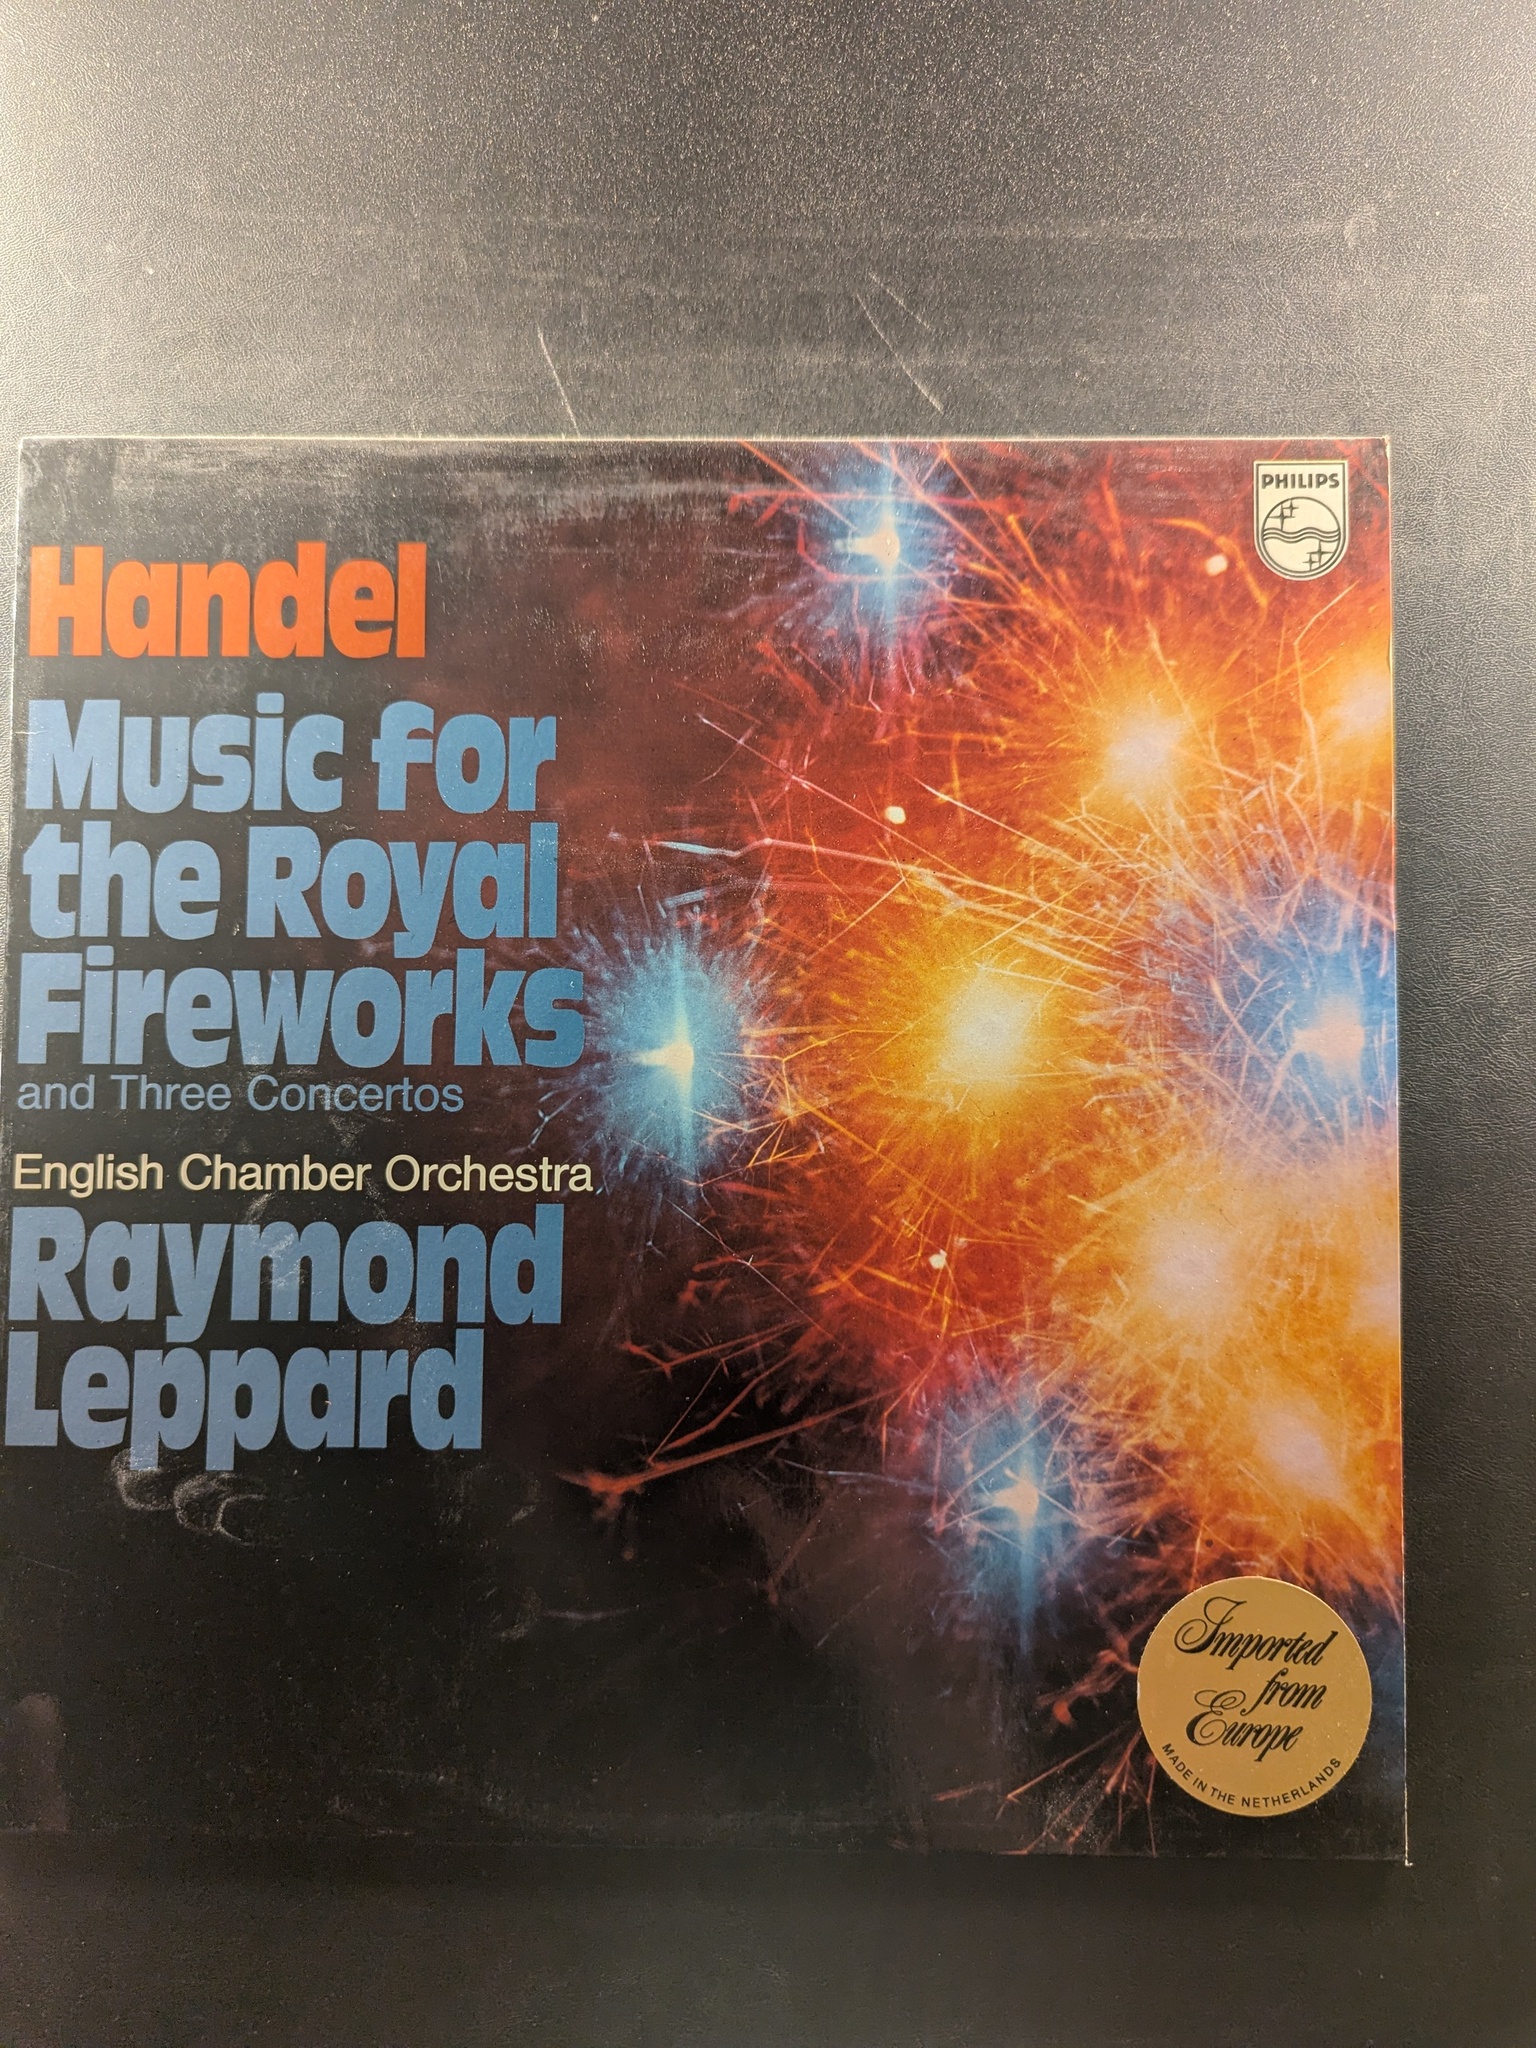 PHILIPS
Handel
Music for
the Royal
Fireworks
and Three Concertos
English Chamber Orchestra
Raymond
Leppard
Imported
from
Europe
MADE IN THE NETHERLANDS